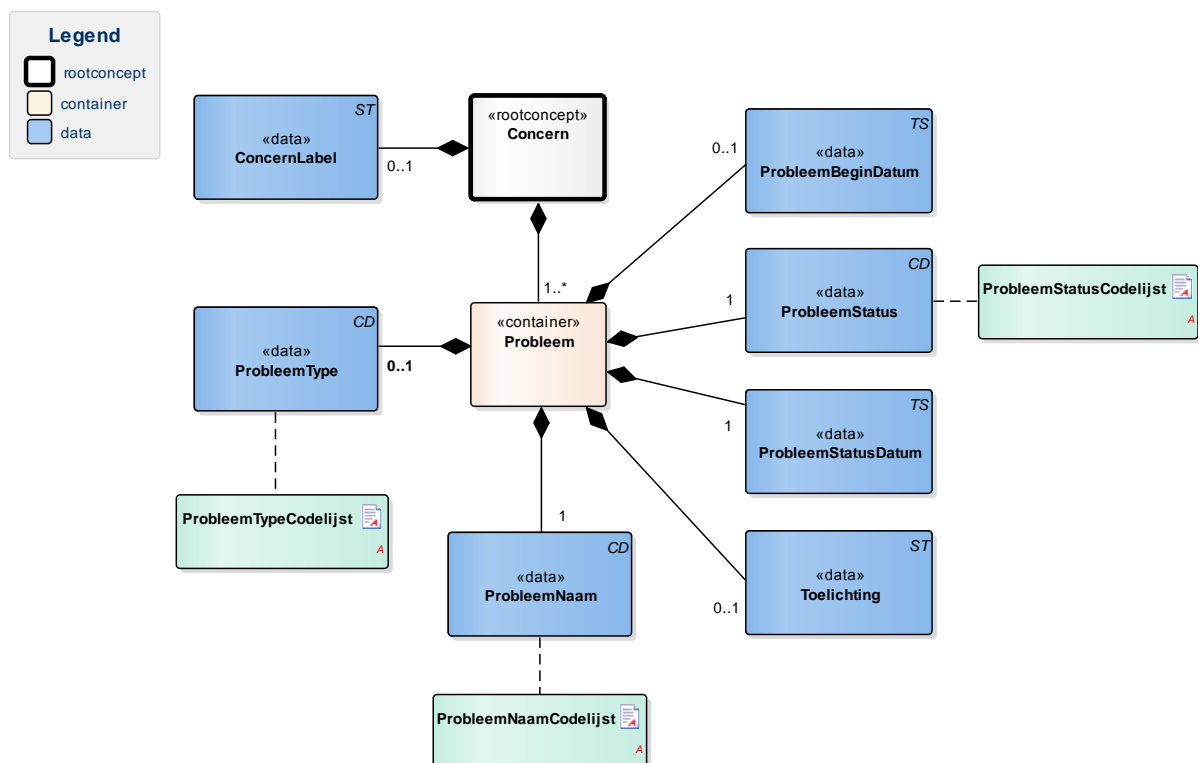 Legend
rootconcept
container
data
ST
«data»
ConcernLabel
0..1
«rootconcept»
Concern
1..*
TS
«data»
ProbleemBeginDatum
0..1
CD
«data»
ProbleemStatus
1
ProbleemStatusCodelijst
A
CD
«data»
ProbleemType
0..1
«container»
Probleem
TS
«data»
ProbleemStatusDatum
1
ProbleemTypeCodelijst
A
1
CD
«data»
ProbleemNaam
ST
«data»
Toelichting
0..1
ProbleemNaamCodelijst
A